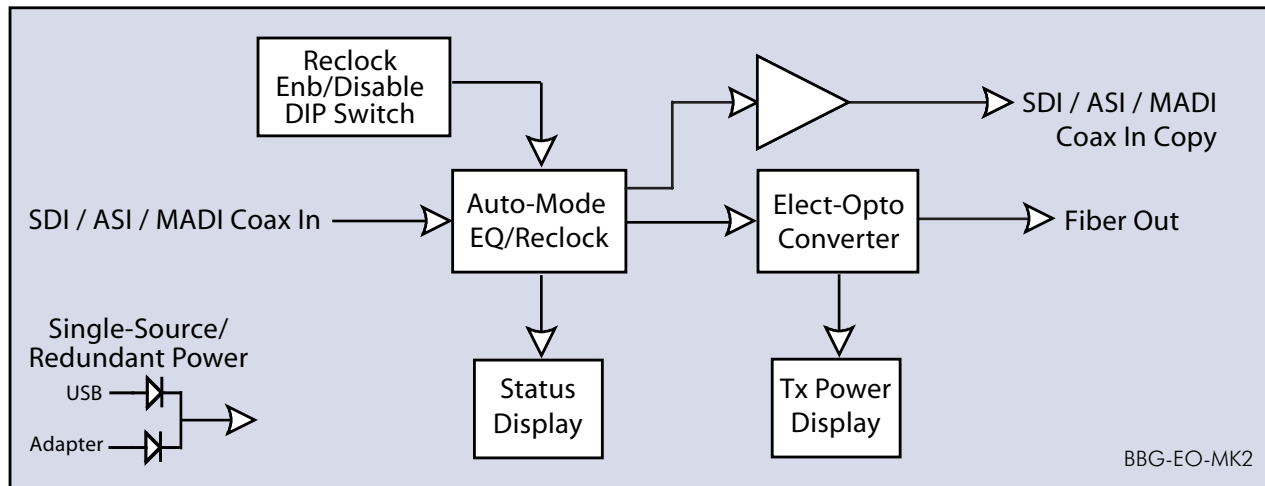 Reclock
Enb/Disable
DIP Switch
SDI / ASI / MADI
Coax In Copy
SDI / ASI / MADI Coax In
Auto-Mode
EQ/Reclock
Elect-Opto
Converter
Fiber Out
Single-Source/
Redundant Power
USB
Adapter
Status
Display
Tx Power
Display
BBG-EO-MK2